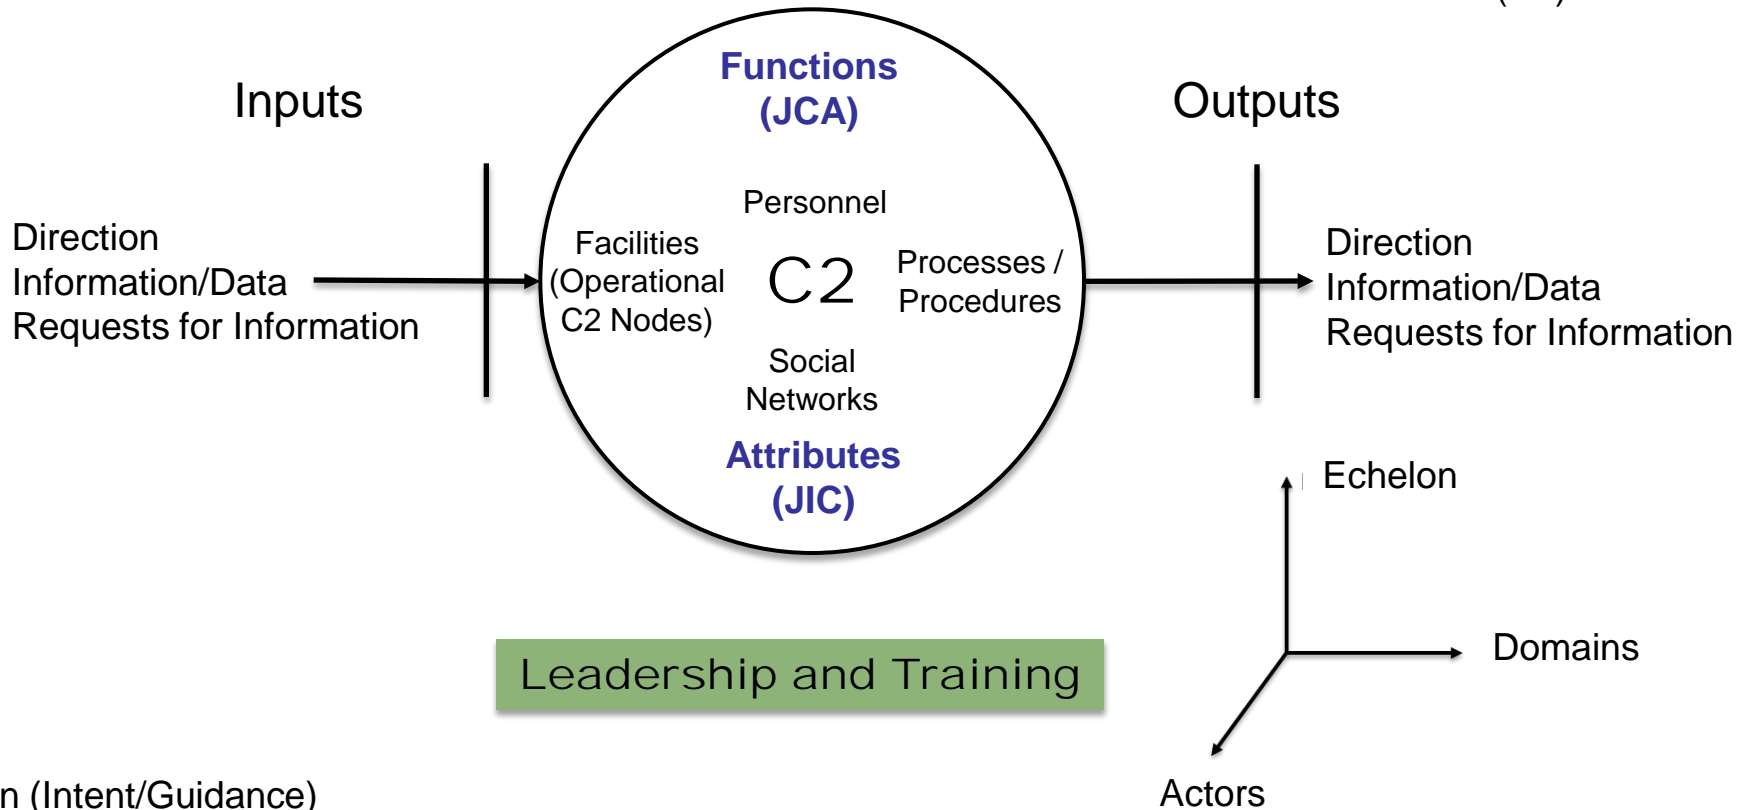 Functions
(JCA)
Inputs
Outputs
Personnel
Direction
Information/Data
Requests for Information
Facilities
(Operational
C2 Nodes)
C2
Processes /
Procedures
Direction
Information/Data
Requests for Information
Social
Networks
Attributes
(JIC)
Echelon
Domains
Actors
Leadership and Training
(Intent/Guidance)